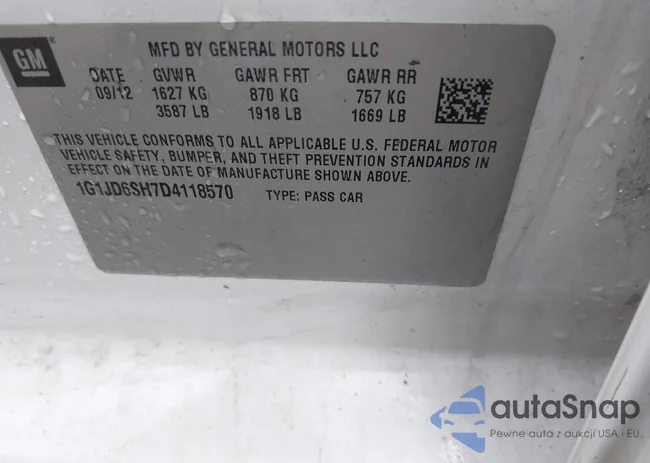 GM
MFD BY GENERAL MOTORS LLC
DATE GVWR GAWR FRT GAWR RR
09/12 1627 KG 870 KG 757 KG
3587 LB 1918 LB 1669 LB
THIS VEHICLE CONFORMS TO ALL APPLICABLE U.S. FEDERAL MOTOR
VEHICLE SAFETY, BUMPER, AND THEFT PREVENTION STANDARDS IN
EFFECT ON THE DATE OF MANUFACTURE SHOWN ABOVE.
1G1JD6SH7D4118570 TYPE: PASS CAR
autaSnap
Pewne auta z aukcji USA i EU